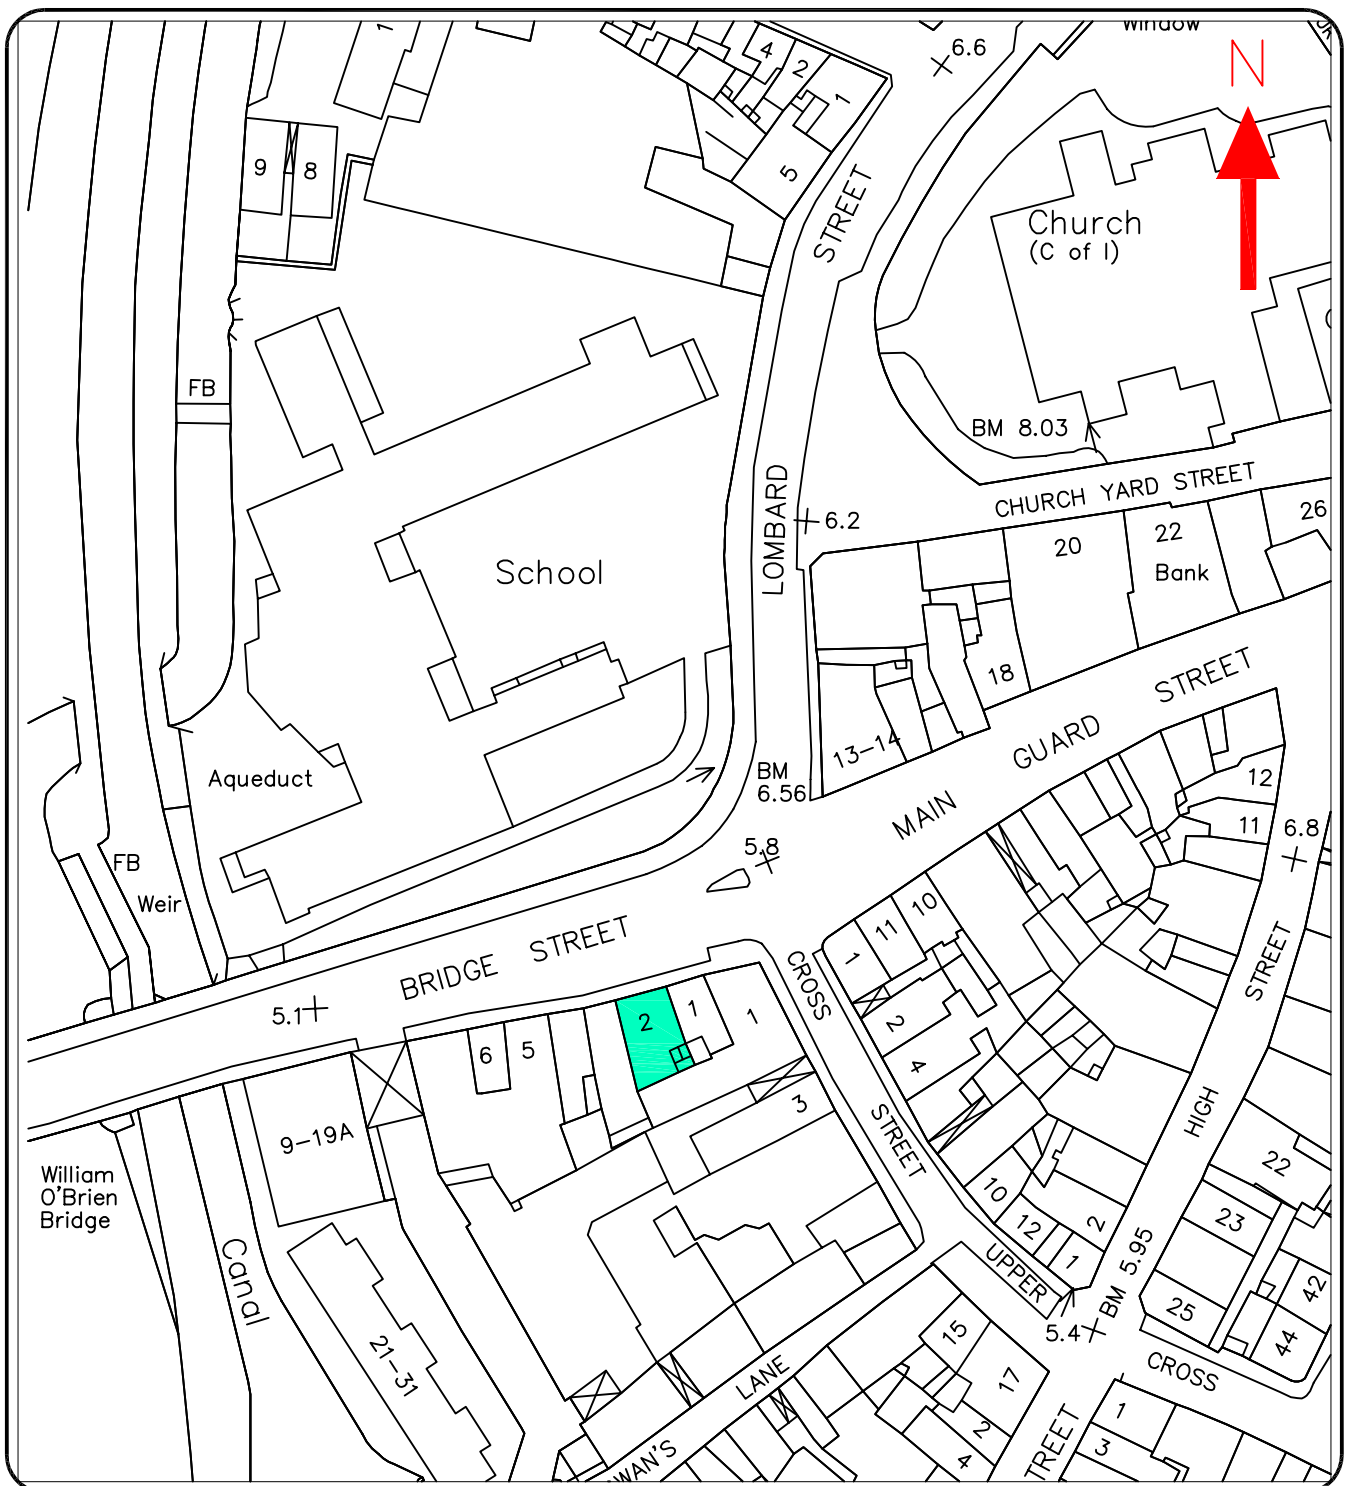 Window
6.6
N
1
4
2
1
5
9
8
STREET
Church
(C of I)
FB
BM 8.03
CHURCH YARD STREET
LOMBARD
6.2
School
20
22
Bank
26
18
13-14
STREET
GUARD
MAIN
BM
6.56
Aqueduct
12
11
6.8
5.8
FB
Weir
BRIDGE STREET
5.1
10
11
1
CROSS
STREET
2
1
1
6
5
2
4
3
9-19A
STREET
HIGH
William
O'Brien
Bridge
Canal
10
12
2
1
22
23
UPPER
BM 5.95
5.4
25
42
44
21-31
15
17
LANE
CROSS
1
3
2
4